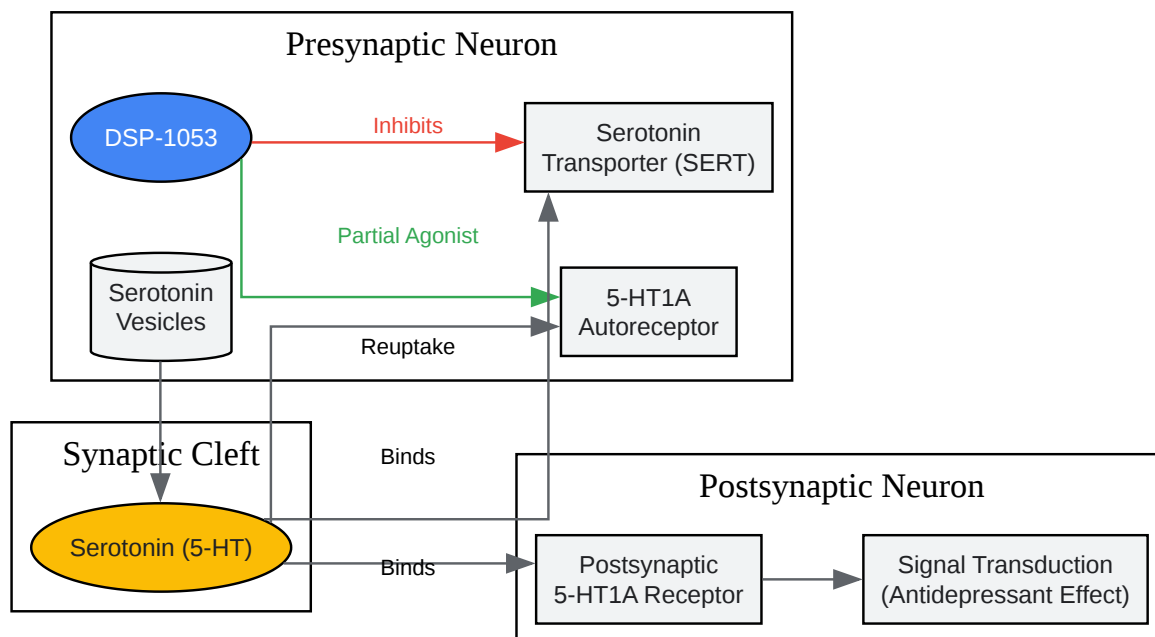 Presynaptic Neuron
DSP-1053
Inhibits
Serotonin
Transporter (SERT)
Partial Agonist
Serotonin
Vesicles
5-HT1A
Autoreceptor
Reuptake
Synaptic Cleft
Binds
Postsynaptic Neuron
Serotonin (5-HT)
Binds
Postsynaptic
5-HT1A Receptor
Signal Transduction
(Antidepressant Effect)